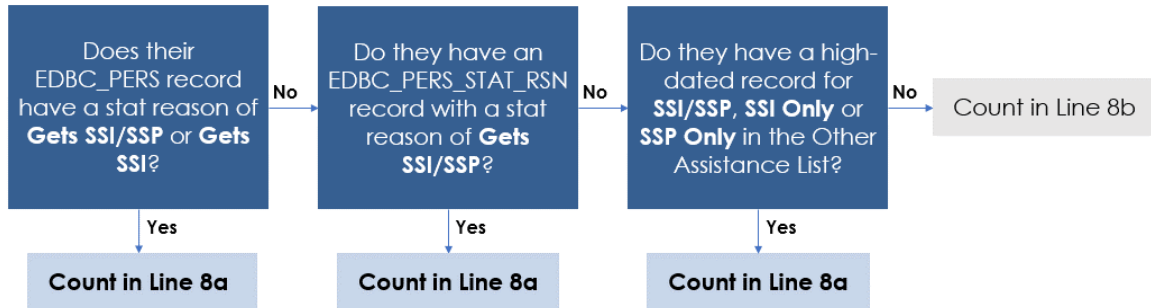 Does their
EDBC_PERS record
have a stat reason of
Gets SSI/SSP or Gets
SSI?
No
Do they have an
EDBC_PERS_STAT_RSN
record with a stat
reason of Gets
SSI/SSP?
No
Do they have a high-
dated record for
SSI/SSP, SSI Only or
SSP Only in the Other
Assistance List?
No
Count in Line 8b
Yes
Yes
Yes
Count in Line 8a
Count in Line 8a
Count in Line 8a